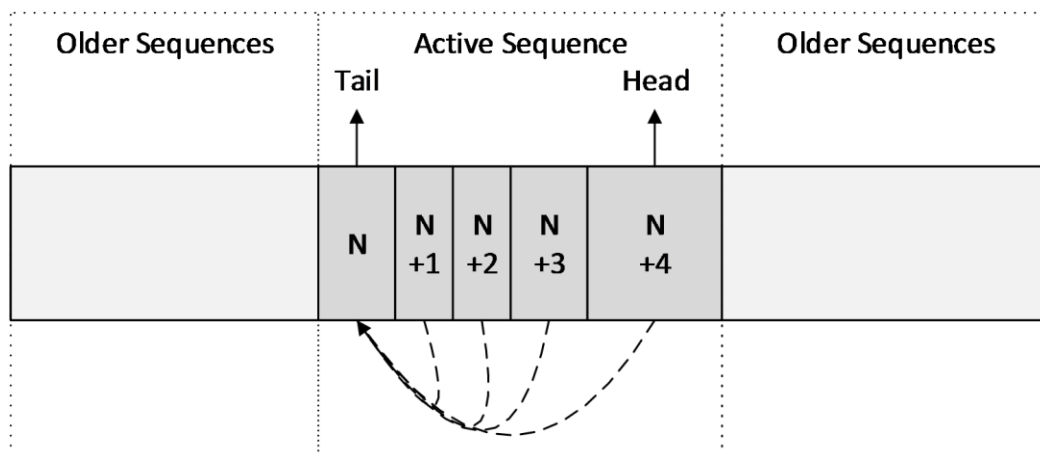 Older Sequences
Active Sequence
Older Sequences
Tail
Head
N
N
+1
N
+2
N
+3
N
+4